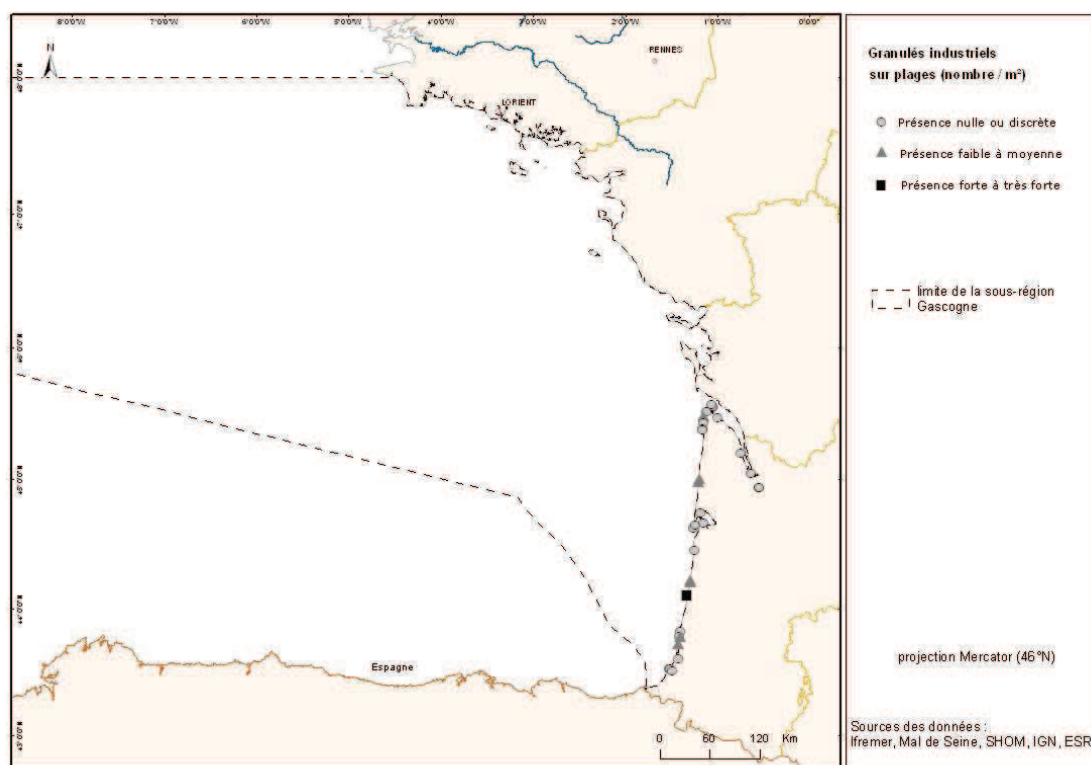 8°0'0"W 7°0'0"W 6°0'0"W 5°0'0"W 4°0'0"W 3°0'0"W 2°0'0"W 1°0'0"W 0°0'0"
N
RENNES
LORIENT
Espagne
0 60 120 Km
Granulés industriels
sur plages (nombre / m²)
Présence nulle ou discrète
Présence faible à moyenne
Présence forte à très forte
limite de la sous-région
Gascogne
projection Mercator (46°N)
Sources des données :
Ifremer, Mal de Seine, SHOM, IGN, ESR